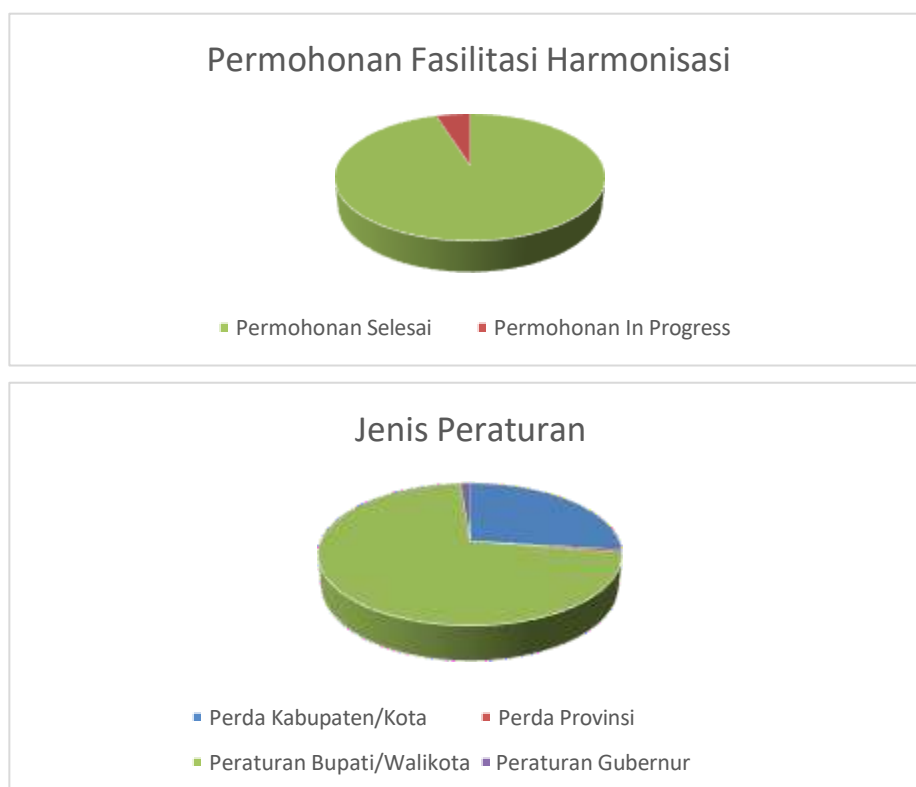 Permohonan Fasilitasi Harmonisasi
Permohonan Selesai Permohonan In Progress
Jenis Peraturan
Perda Kabupaten/Kota Perda Provinsi
Peraturan Bupati/Walikota Peraturan Gubernur